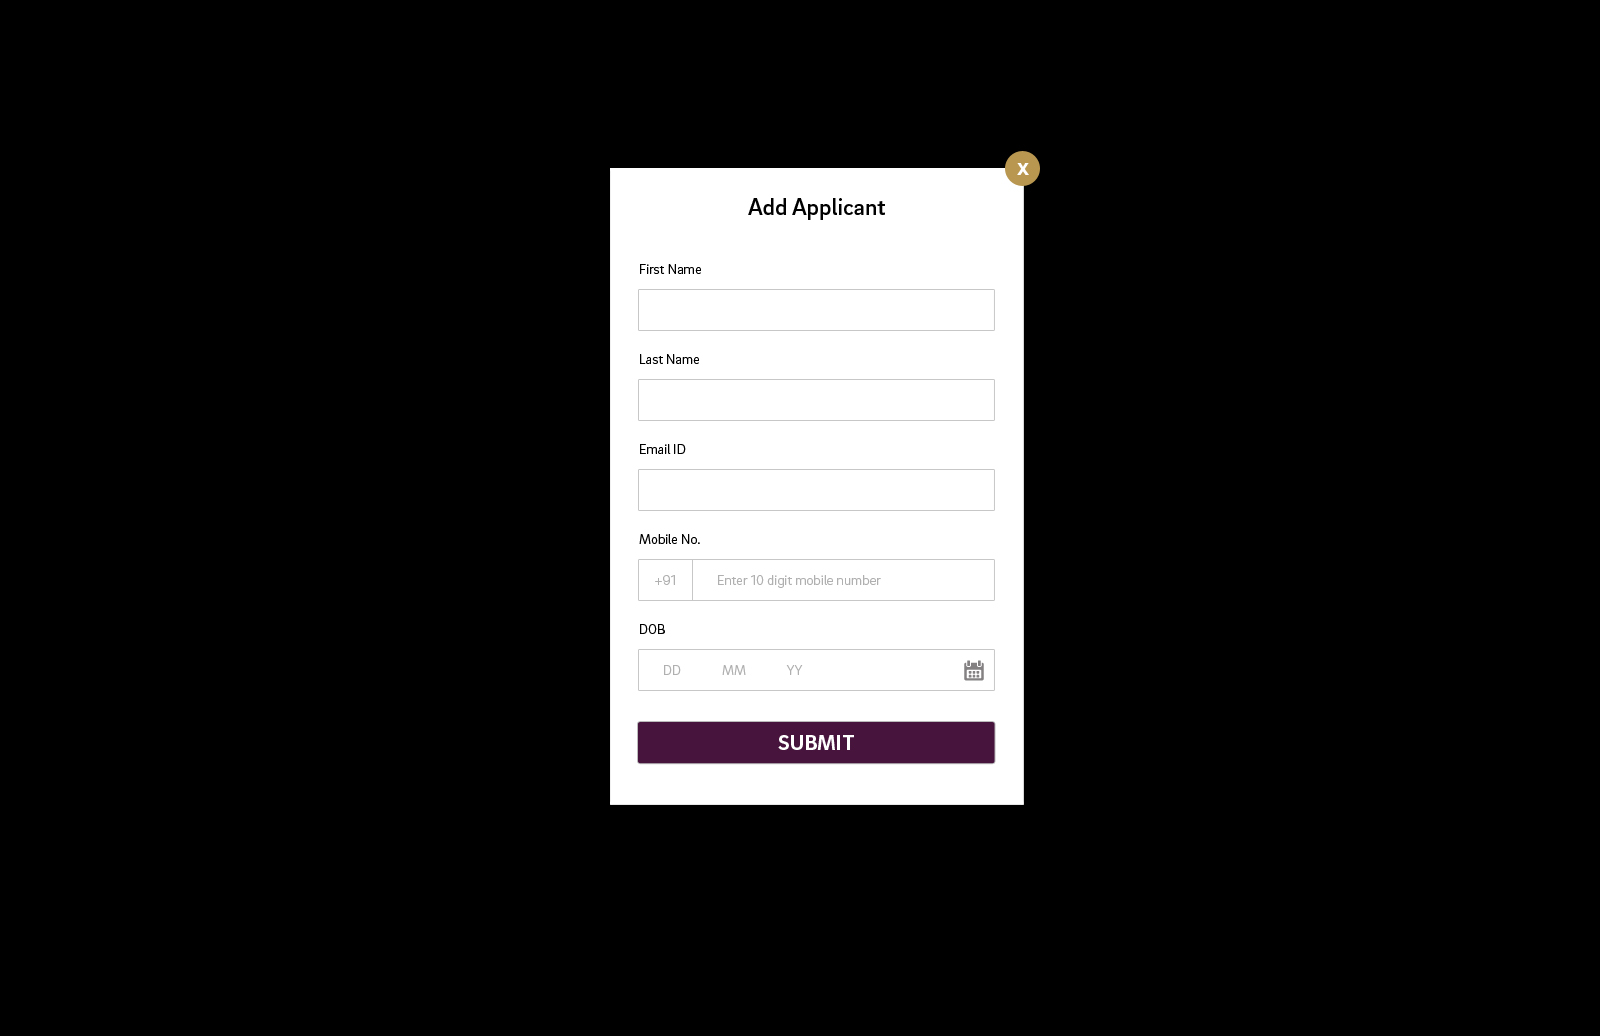 X
Add Applicant
First Name
Last Name
Email ID
Mobile No.
+91 Enter 10 digit mobile number
DOB
DD MM YY
SUBMIT